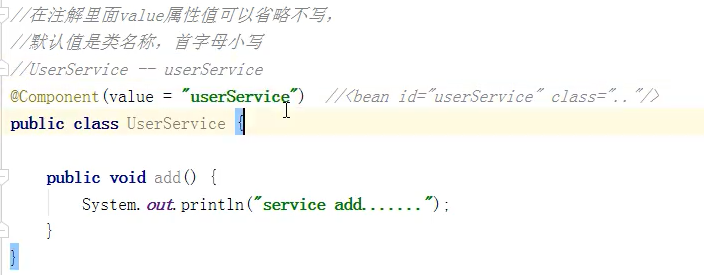 //在注解里面value属性值可以省略不写，
//默认值是类名称，首字母小写
//UserService -- userService
@Component(value = "userService")  //<bean id="userService" class=".."/>
public class UserService {
public void add() {
System.out.println("service add.......");
}
}